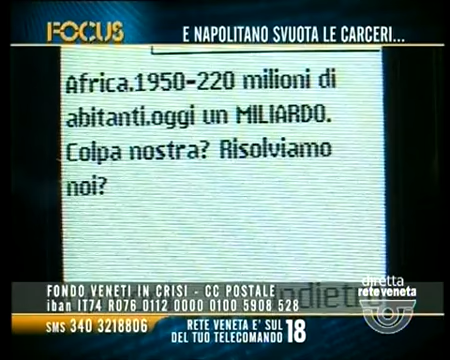 FOCUS
E NAPOLITANO SVUOTA LE CARCERI...
Africa.1950-220 milioni di
abitanti.oggi un MILIARDO.
Colpa nostra? Risolviamo
noi?
Indietro
FONDO VENETI IN CRISI - CC POSTALE
iban IT74 R076 0112 0000 0100 5908 528
diretta
reteveneta
SMS 340 3218806
RETE VENETA E' SUL
DEL TUO TELECOMANDO 18